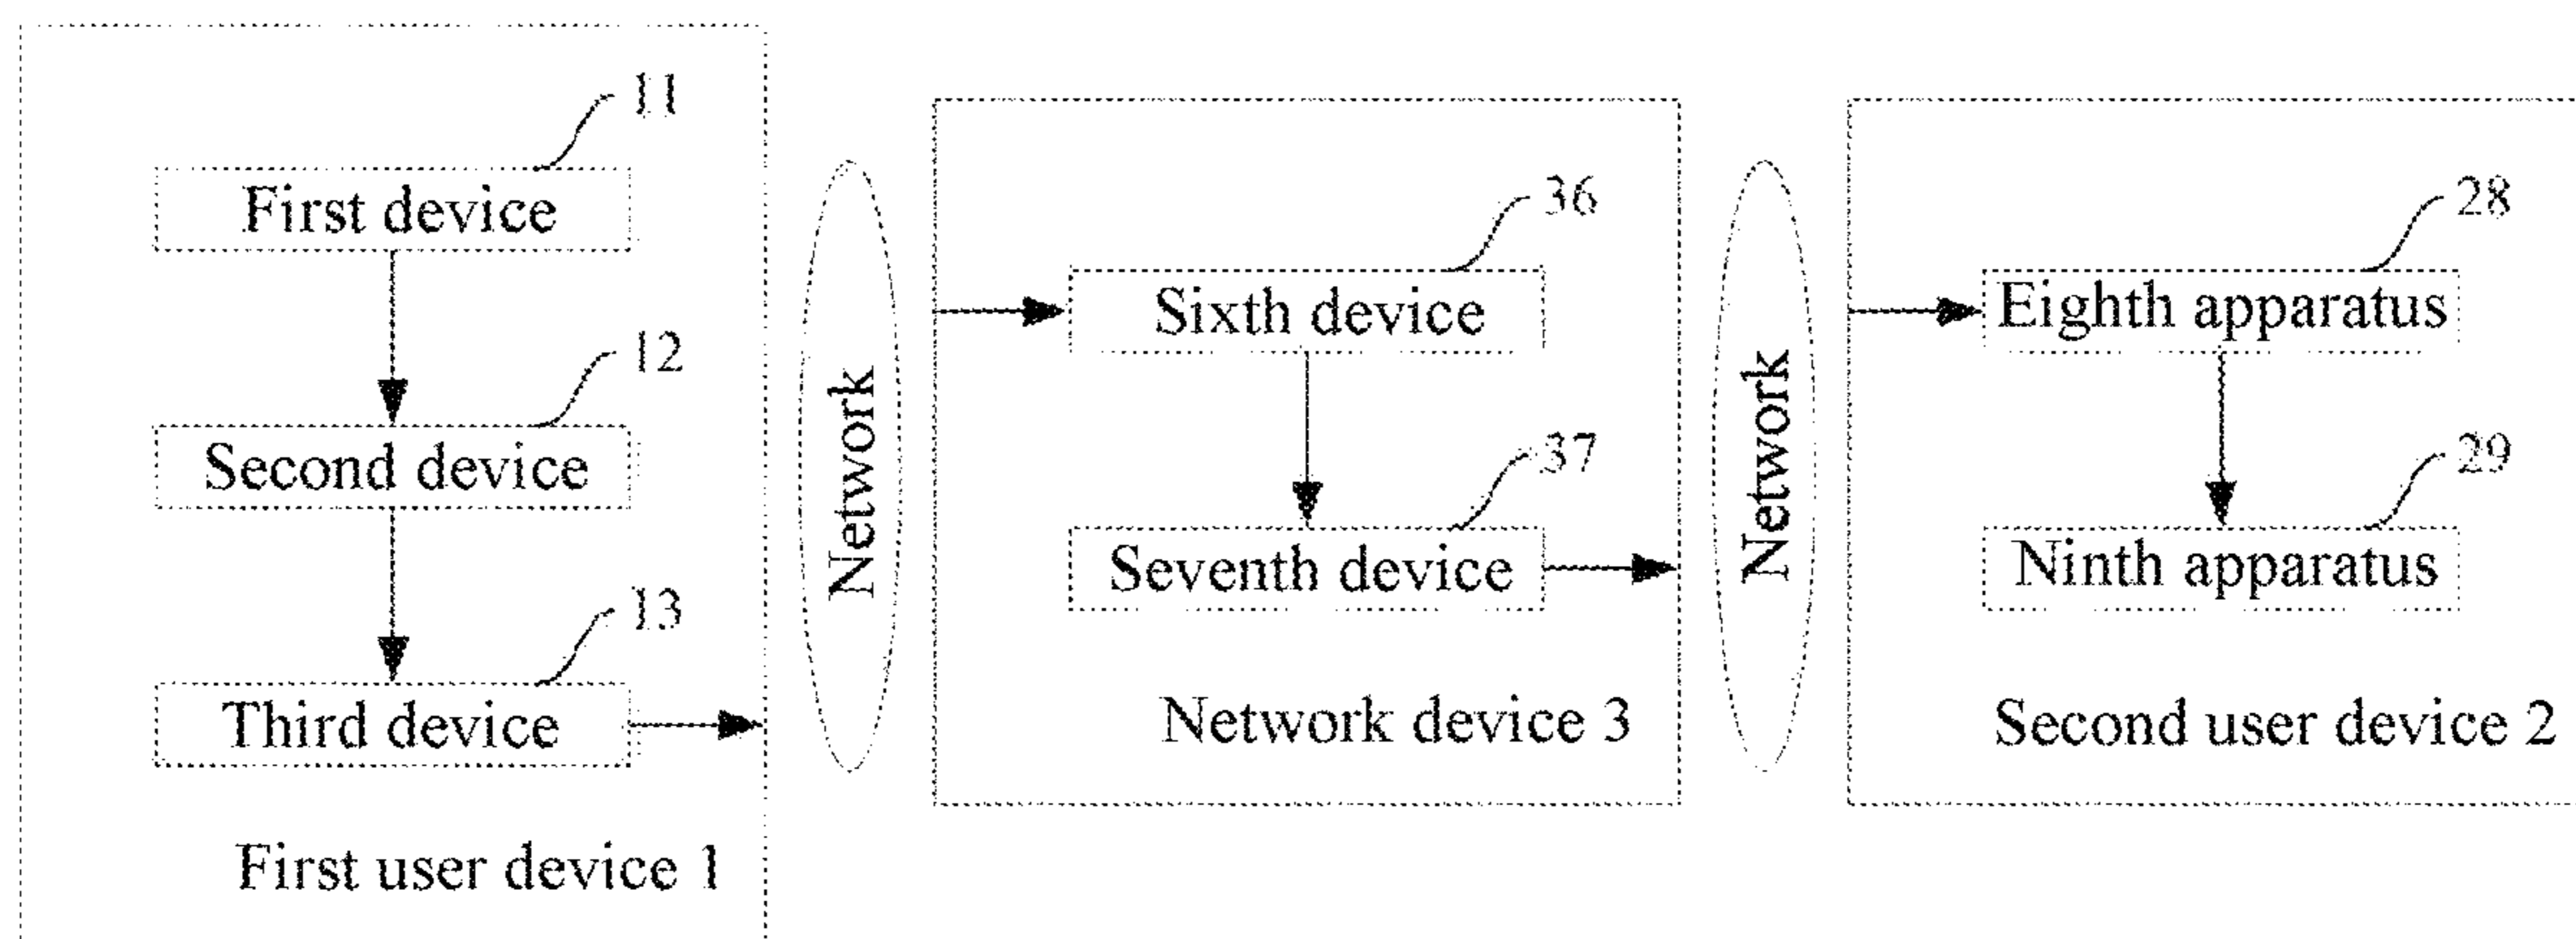 11
First device
12
Second device
13
Third device
First user device 1
Network
36
Sixth device
37
Seventh device
Network device 3
Network
28
Eighth apparatus
29
Ninth apparatus
Second user device 2